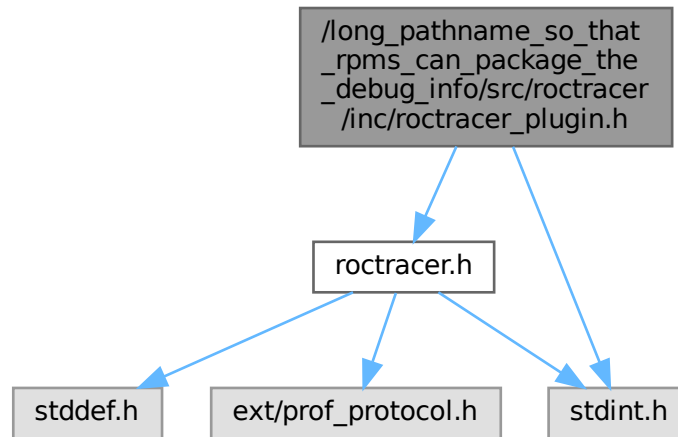 /long_pathname_so_that
_rpms_can_package_the
_debug_info/src/roctracer
/inc/roctracer_plugin.h
roctracer.h
stddef.h
ext/prof_protocol.h
stdint.h